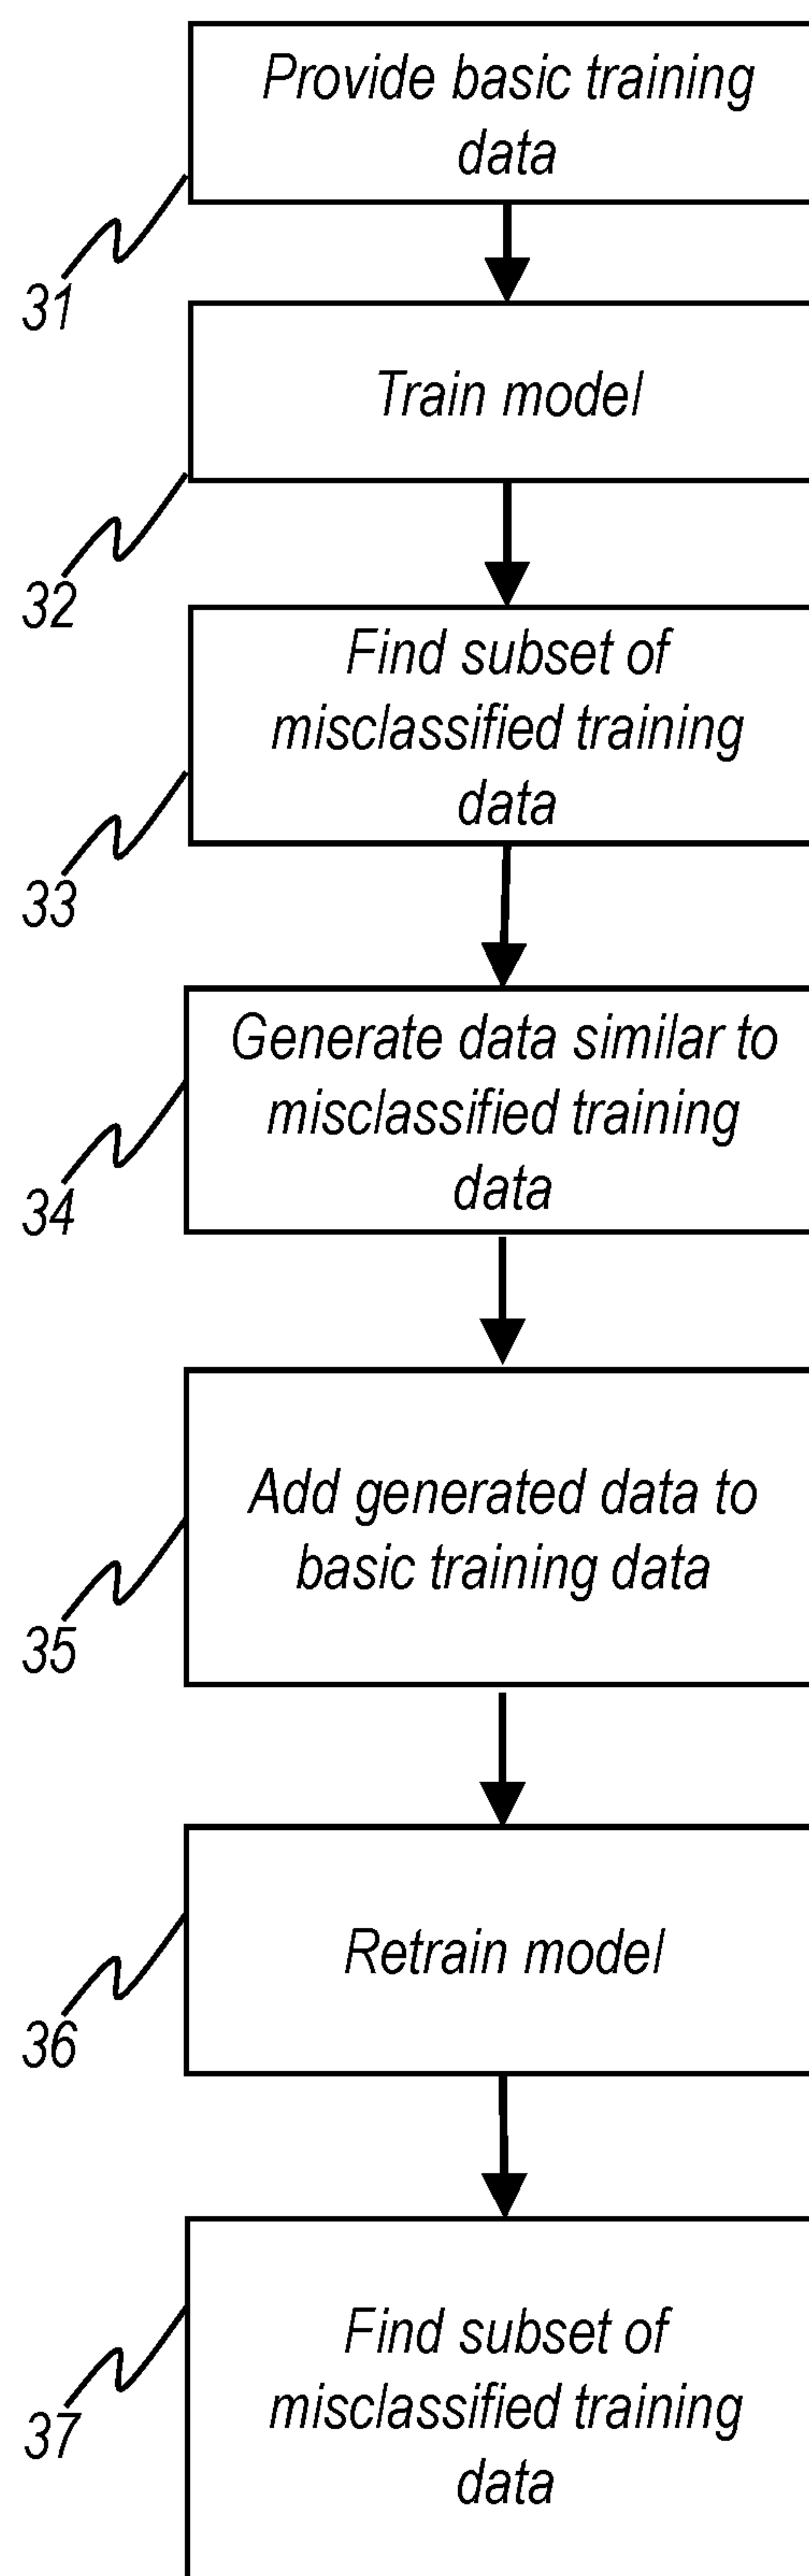 Provide basic training
data
31
Train model
32
Find subset of
misclassified training
data
33
Generate data similar to
misclassified training
data
34
Add generated data to
basic training data
35
Retrain model
36
Find subset of
misclassified training
data
37